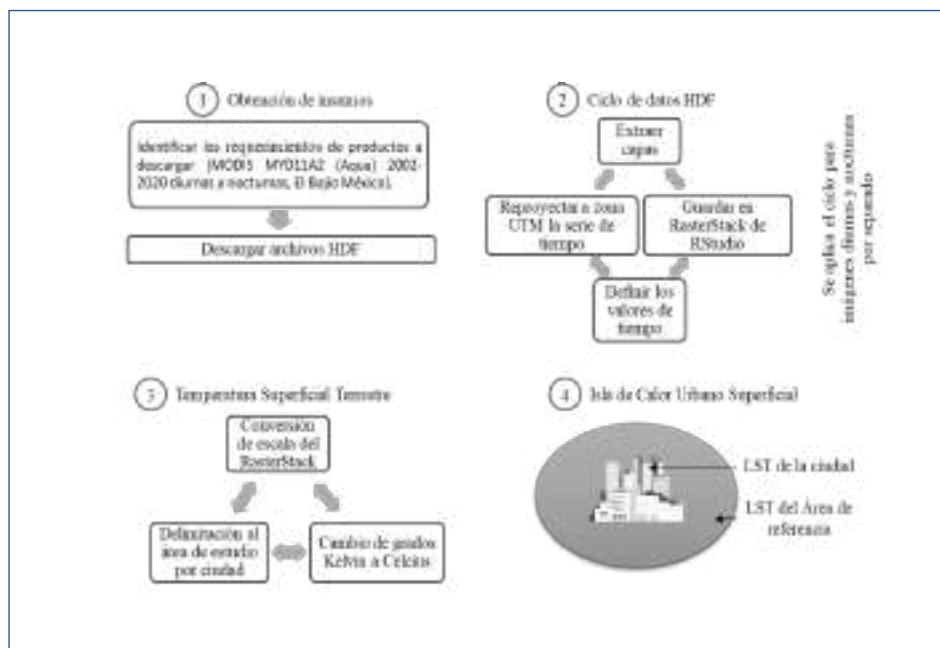 1 Obtención de insumos
Identificar los requerimientos de productos a
descargar (MODIS MYD11A2 (Aqua) 2002-
2020 diurnas a nocturnas, El Bajío México).
Descargar archivos HDF
2 Ciclo de datos HDF
Extraer
capas
Reproyectar a zona
UTM la serie de
tiempo
Guardar en
RasterStack de
RStudio
Definir los
valores de
tiempo
Se aplica el ciclo para
imágenes diurnas y nocturnas
por separado
3 Temperatura Superficial Terrestre
Conversión
de escala del
RasterStack
Delimitación al
área de estudio
por ciudad
Cambio de grados
Kelvin a Celcius
4 Isla de Calor Urbano Superficial
LST de la ciudad
LST del Área de
referencia